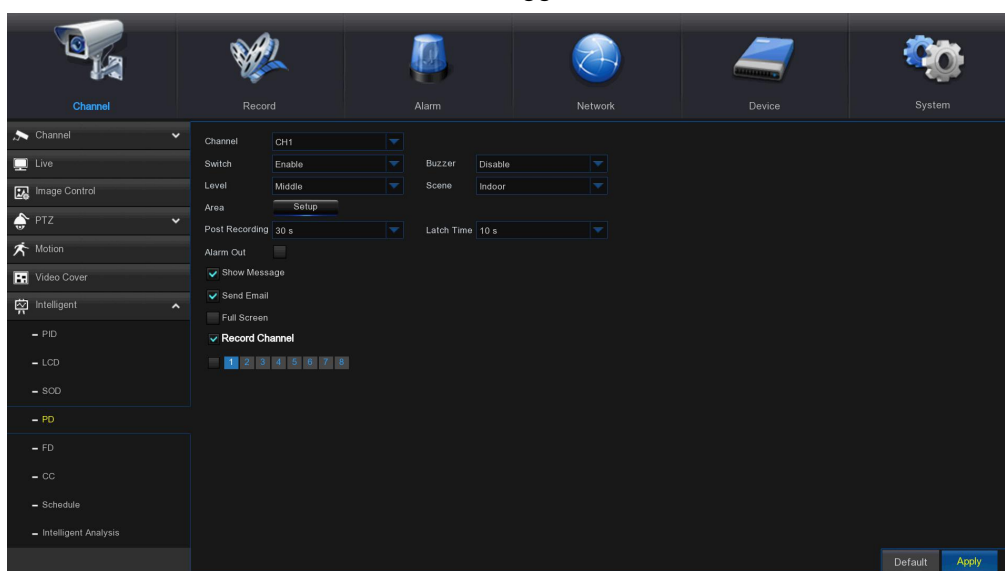 Channel Record Alarm Network Device System
Channel
Live
Image Control
PTZ
Motion
Video Cover
Intelligent
PID
LCD
SOD
PD
FD
CC
Schedule
Intelligent Analysis
Channel CH1
Switch Enable Buzzer Disable
Level Middle Scene Indoor
Area Setup
Post Recording 30 s Latch Time 10 s
Alarm Out
Show Message
Send Email
Full Screen
Record Channel
1 2 3 4 5 6 7 8
Default Apply